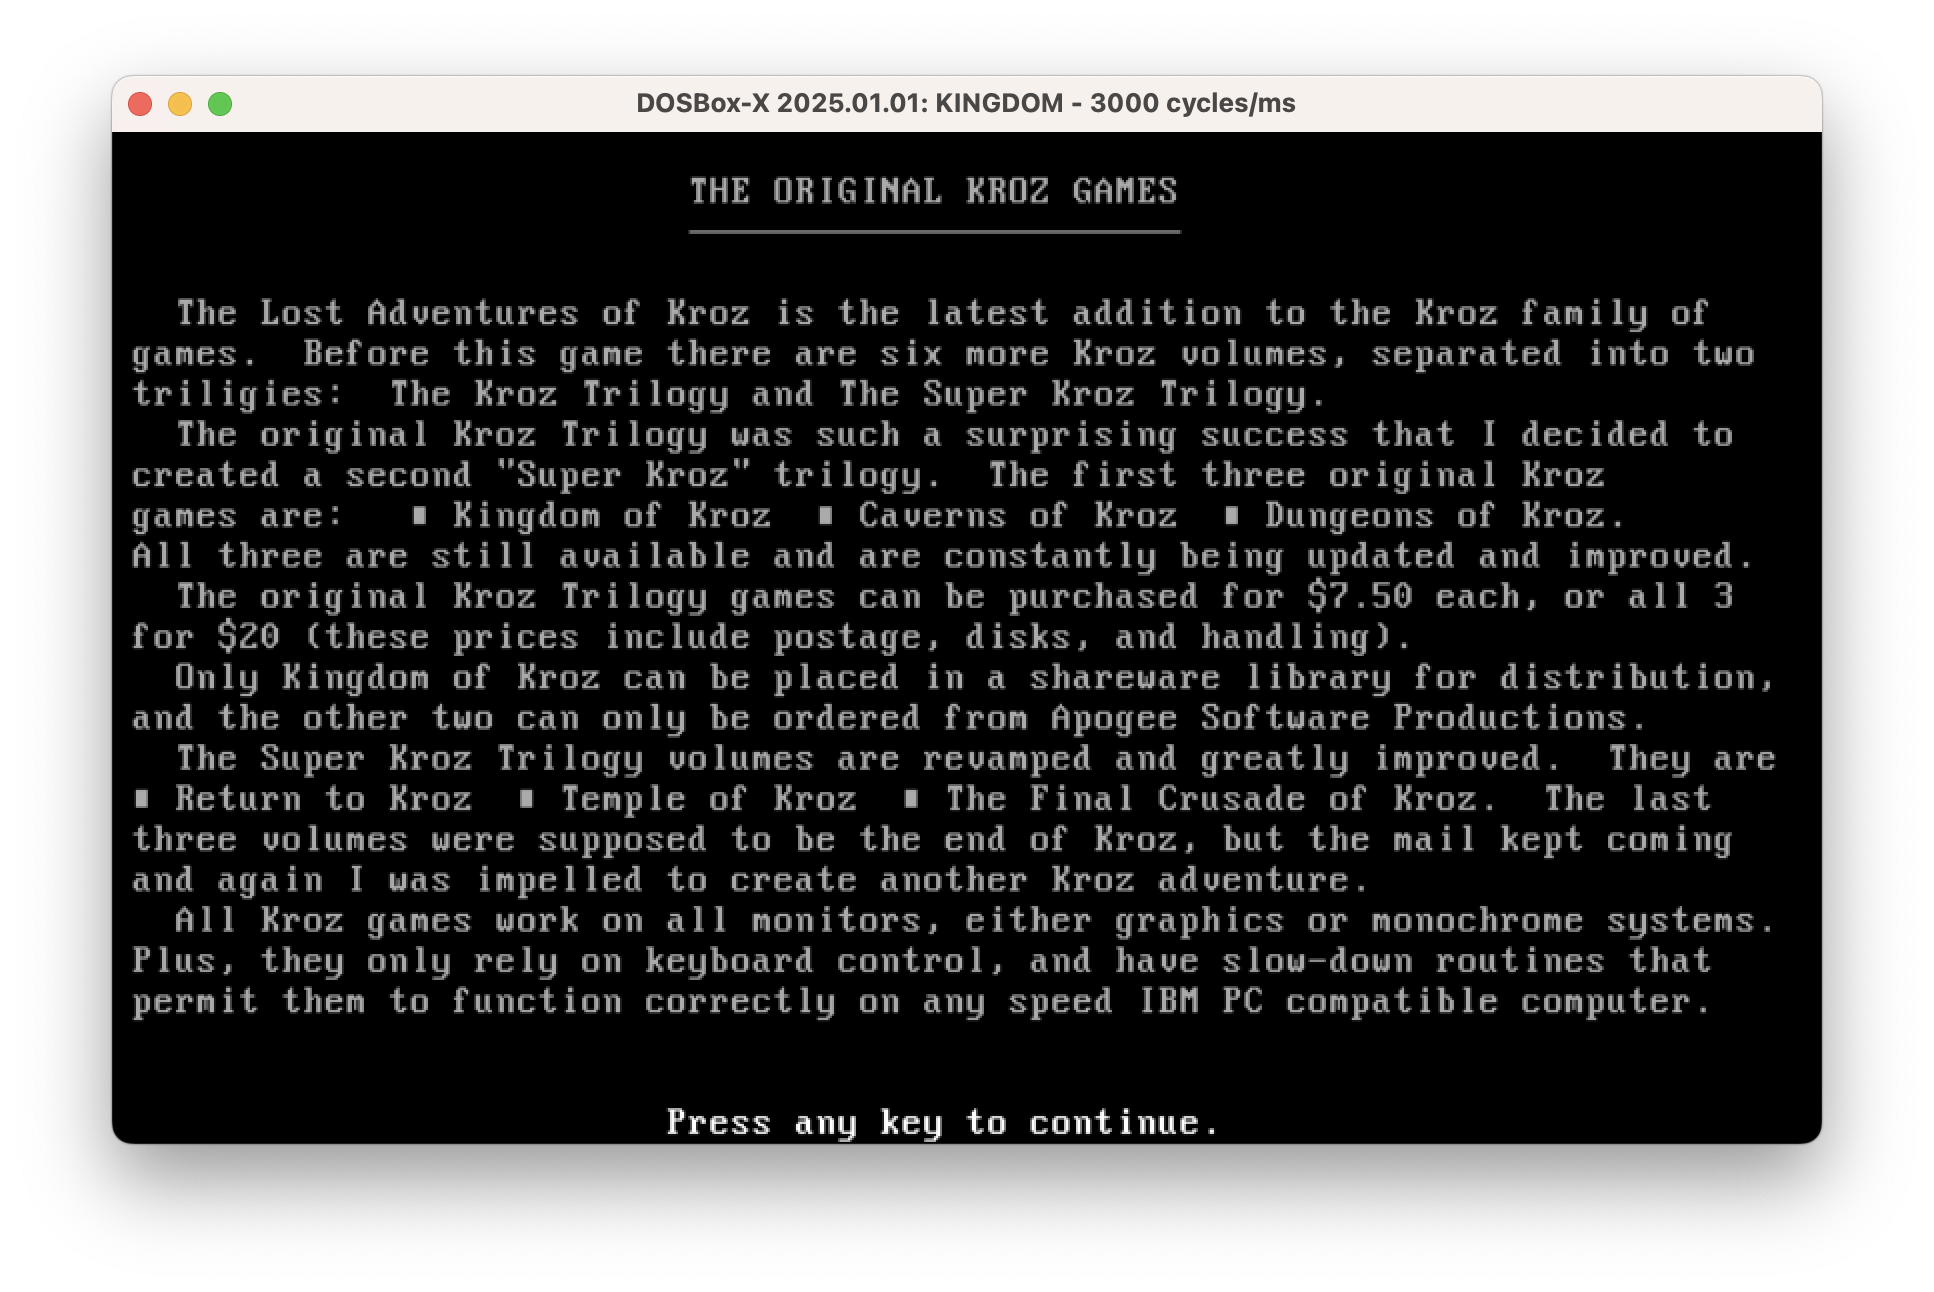 DOSBox-X 2025.01.01: KINGDOM - 3000 cycles/ms
THE ORIGINAL KROZ GAMES
The Lost Adventures of Kroz is the latest addition to the Kroz family of
games.  Before this game there are six more Kroz volumes, separated into two
triligies:  The Kroz Trilogy and The Super Kroz Trilogy.
The original Kroz Trilogy was such a surprising success that I decided to
created a second "Super Kroz" trilogy.  The first three original Kroz
games are:   ■ Kingdom of Kroz  ■ Caverns of Kroz  ■ Dungeons of Kroz.
All three are still available and are constantly being updated and improved.
The original Kroz Trilogy games can be purchased for $7.50 each, or all 3
for $20 (these prices include postage, disks, and handling).
Only Kingdom of Kroz can be placed in a shareware library for distribution,
and the other two can only be ordered from Apogee Software Productions.
The Super Kroz Trilogy volumes are revamped and greatly improved.  They are
■ Return to Kroz  ■ Temple of Kroz  ■ The Final Crusade of Kroz.  The last
three volumes were supposed to be the end of Kroz, but the mail kept coming
and again I was impelled to create another Kroz adventure.
All Kroz games work on all monitors, either graphics or monochrome systems.
Plus, they only rely on keyboard control, and have slow-down routines that
permit them to function correctly on any speed IBM PC compatible computer.
Press any key to continue.